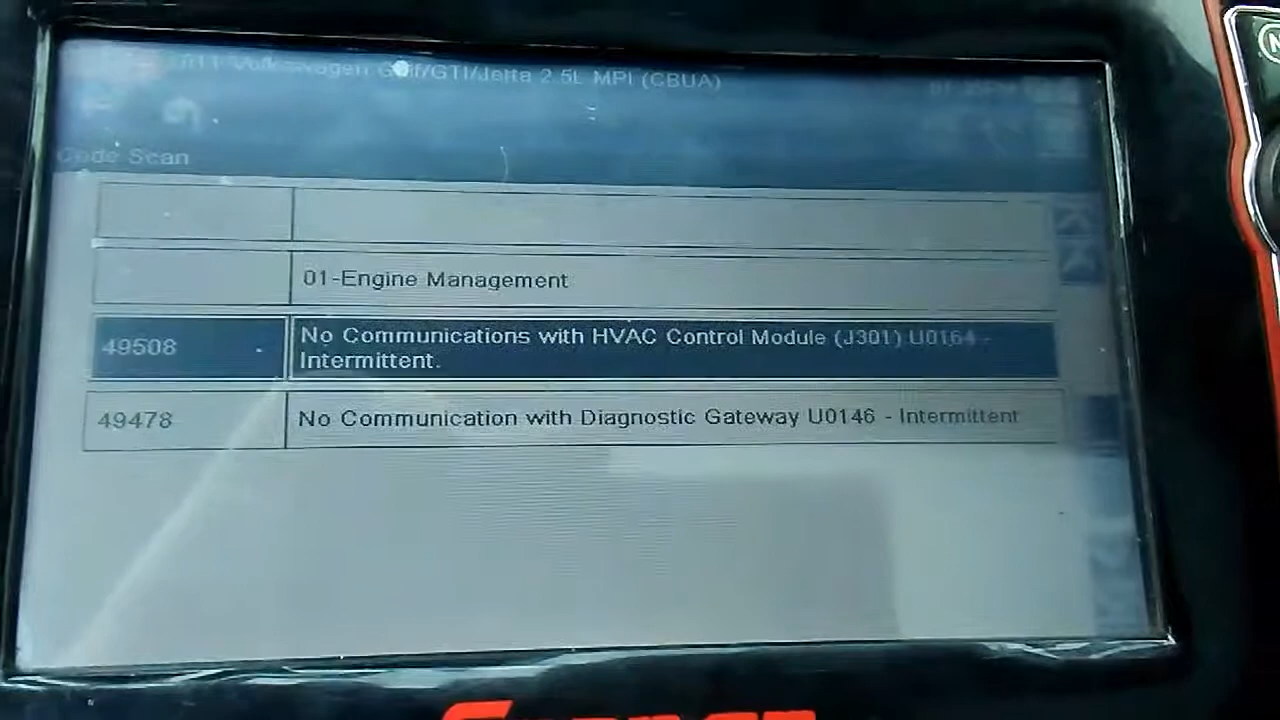 Volkswagen Golf/GTI/Jetta 2.5L MPI (CBUA)
Code Scan
01-Engine Management
49508 No Communications with HVAC Control Module (J301) U0164 -
Intermittent.
49478 No Communication with Diagnostic Gateway U0146 - Intermittent